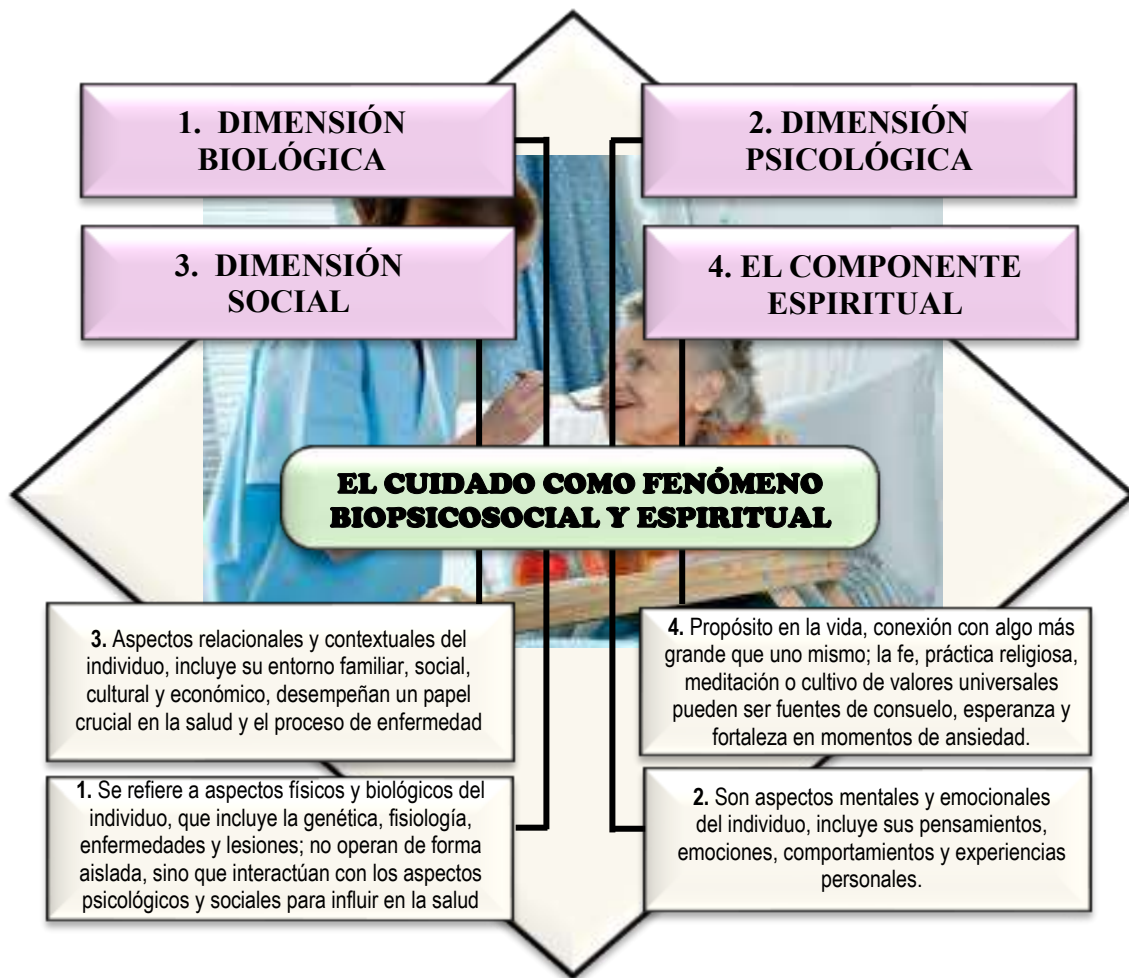 1. DIMENSIÓN
BIOLÓGICA
2. DIMENSIÓN
PSICOLÓGICA
3. DIMENSIÓN
SOCIAL
4. EL COMPONENTE
ESPIRITUAL
EL CUIDADO COMO FENÓMENO
BIOPSICOSOCIAL Y ESPIRITUAL
3. Aspectos relacionales y contextuales del
individuo, incluye su entorno familiar, social,
cultural y económico, desempeñan un papel
crucial en la salud y el proceso de enfermedad
4. Propósito en la vida, conexión con algo más
grande que uno mismo; la fe, práctica religiosa,
meditación o cultivo de valores universales
pueden ser fuentes de consuelo, esperanza y
fortaleza en momentos de ansiedad.
1. Se refiere a aspectos físicos y biológicos del
individuo, que incluye la genética, fisiología,
enfermedades y lesiones; no operan de forma
aislada, sino que interactúan con los aspectos
psicológicos y sociales para influir en la salud
2. Son aspectos mentales y emocionales
del individuo, incluye sus pensamientos,
emociones, comportamientos y experiencias
personales.